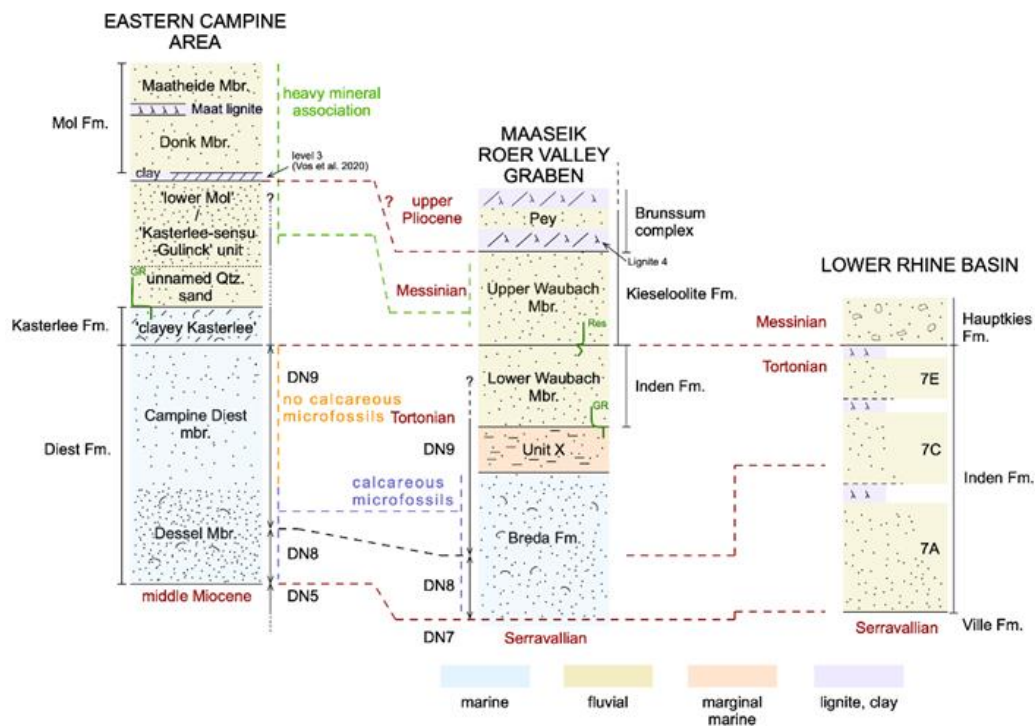 EASTERN CAMPINE
AREA
Maatheide Mbr.
Maat lignite
Mol Fm.
Donk Mbr.
clay
level 3
(Vos et al. 2020)
heavy mineral
association
?
'lower Mol'
/
'Kasterlee-sensu
-Gulinck' unit
GR
unnamed Qtz.
sand
Kasterlee Fm.
'clayey Kasterlee'
Diest Fm.
Campine Diest
mbr.
Dessel Mbr.
middle Miocene
DN9
no calcareous
microfossils
Tortonian
calcareous
microfossils
DN8
DN5
? upper
Pliocene
Messinian
MAASEIK
ROER VALLEY
GRABEN
Pey
Brunssum
complex
Lignite 4
Upper Waubach
Mbr.
Kieseloolite Fm.
Res
?
Lower Waubach
Mbr.
Inden Fm.
GR
DN9
Unit X
Breda Fm.
DN8
DN7
Serravallian
LOWER RHINE BASIN
Messinian
Hauptkies
Fm.
Tortonian
7E
7C
Inden Fm.
7A
Serravallian
Ville Fm.
marine
fluvial
marginal
marine
lignite, clay